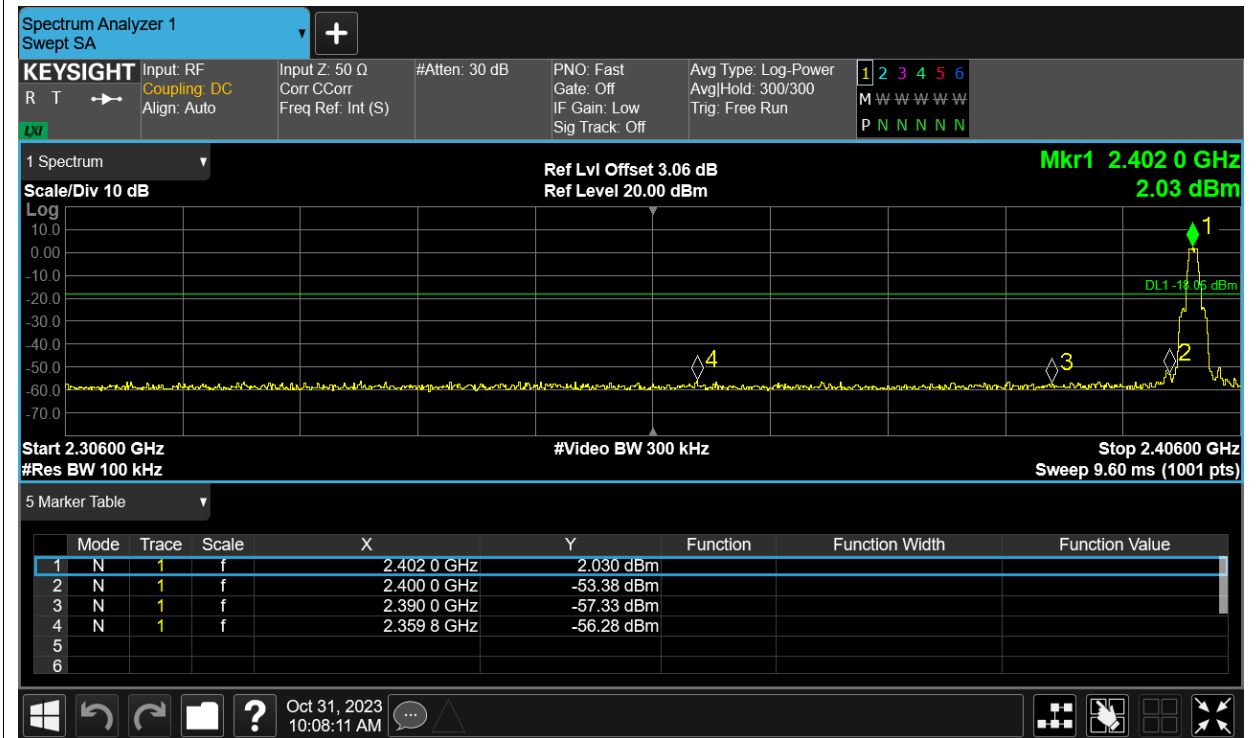 Spectrum Analyzer 1
Swept SA
KEYSIGHT Input: RF Input Z: 50 Ω #Atten: 30 dB PNO: Fast Avg Type: Log-Power 1 2 3 4 5 6
R T Coupling: DC Corr CCorr Gate: Off Avg|Hold: 300/300 M W W W W W
Align: Auto Freq Ref: Int (S) IF Gain: Low Trig: Free Run
LXI Sig Track: Off P N N N N N
1 Spectrum Ref Lvl Offset 3.06 dB Mkr1 2.402 0 GHz
Scale/Div 10 dB Ref Level 20.00 dBm 2.03 dBm
Log
10.0 1
0.00
-10.0
DL1 -18.06 dBm
-20.0
-30.0
-40.0
-50.0 4 3 2
-60.0
-70.0
Start 2.30600 GHz #Video BW 300 kHz Stop 2.40600 GHz
#Res BW 100 kHz Sweep 9.60 ms (1001 pts)
5 Marker Table
Mode Trace Scale X Y Function Function Width Function Value
1 N 1 f 2.402 0 GHz 2.030 dBm
2 N 1 f 2.400 0 GHz -53.38 dBm
3 N 1 f 2.390 0 GHz -57.33 dBm
4 N 1 f 2.359 8 GHz -56.28 dBm
5
6
? Oct 31, 2023
10:08:11 AM